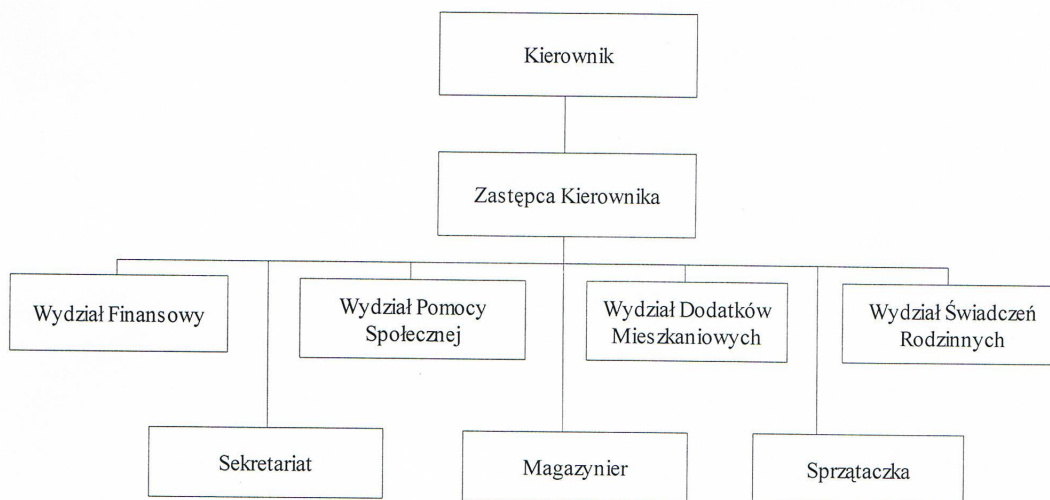 Kierownik
Zastępca Kierownika
Wydział Finansowy
Wydział Pomocy
Społecznej
Wydział Dodatków
Mieszkaniowych
Wydział Świadczeń
Rodzinnych
Sekretariat
Magazynier
Sprzątaczka